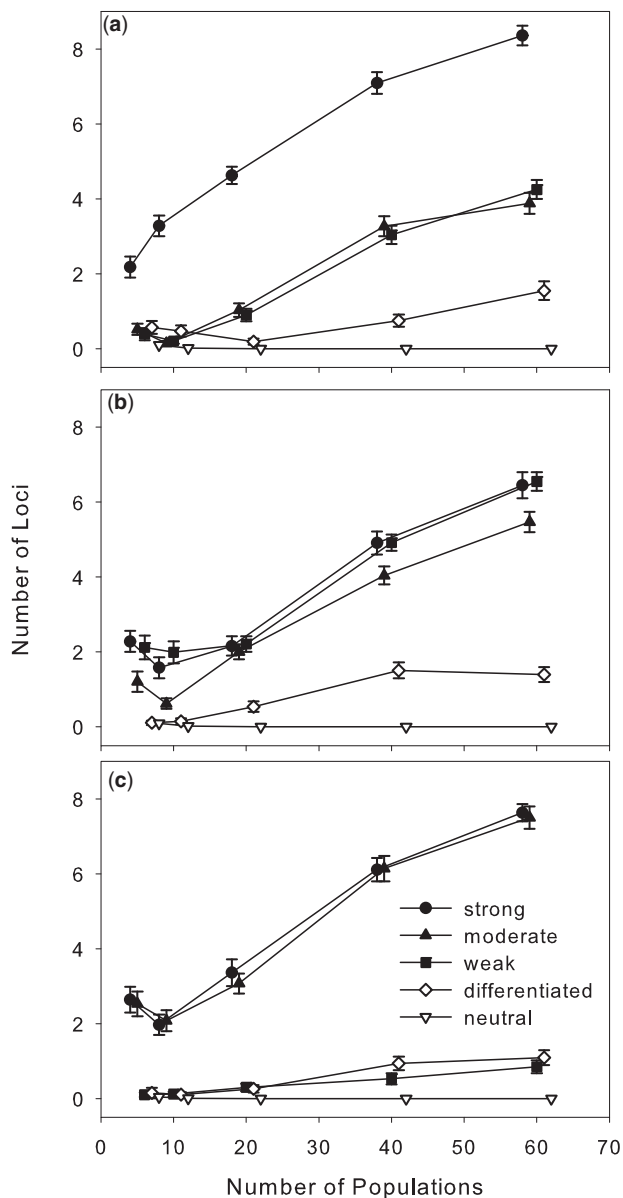 (a)
8
6
4
2
0
(b)
8
6
4
2
0
Number of Loci
(c)
8
6
4
2
0
strong
moderate
weak
differentiated
neutral
0 10 20 30 40 50 60 70
Number of Populations